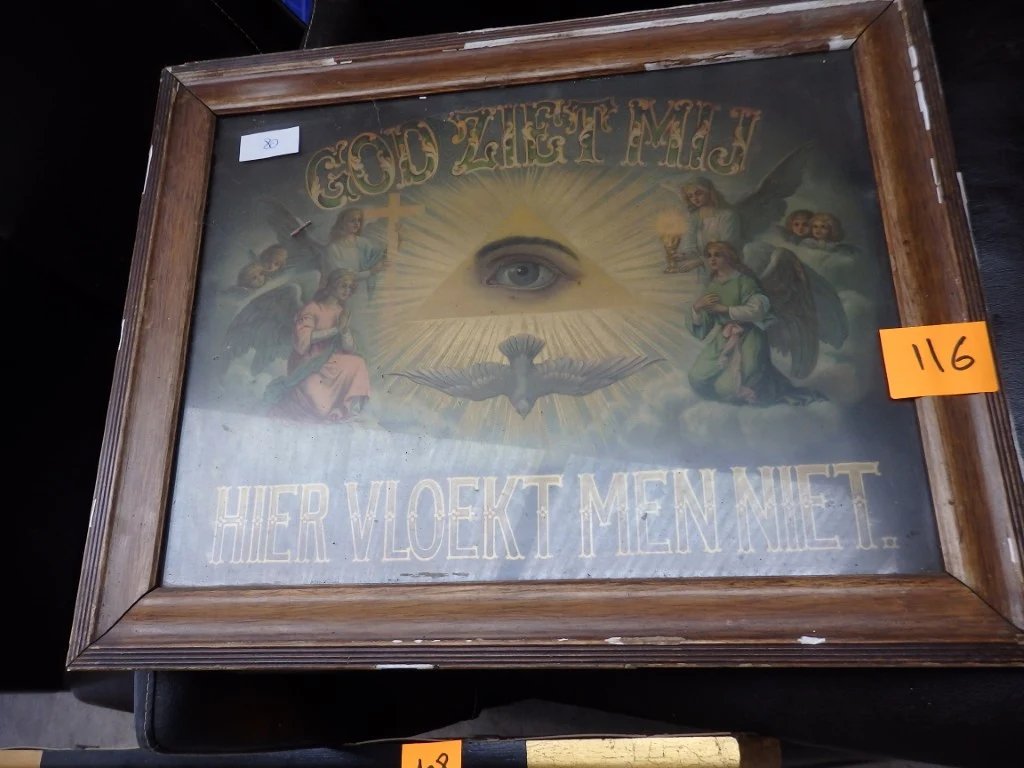 GOD ZIET MIJ
80
116
HIER VLOEKT MEN NIET.